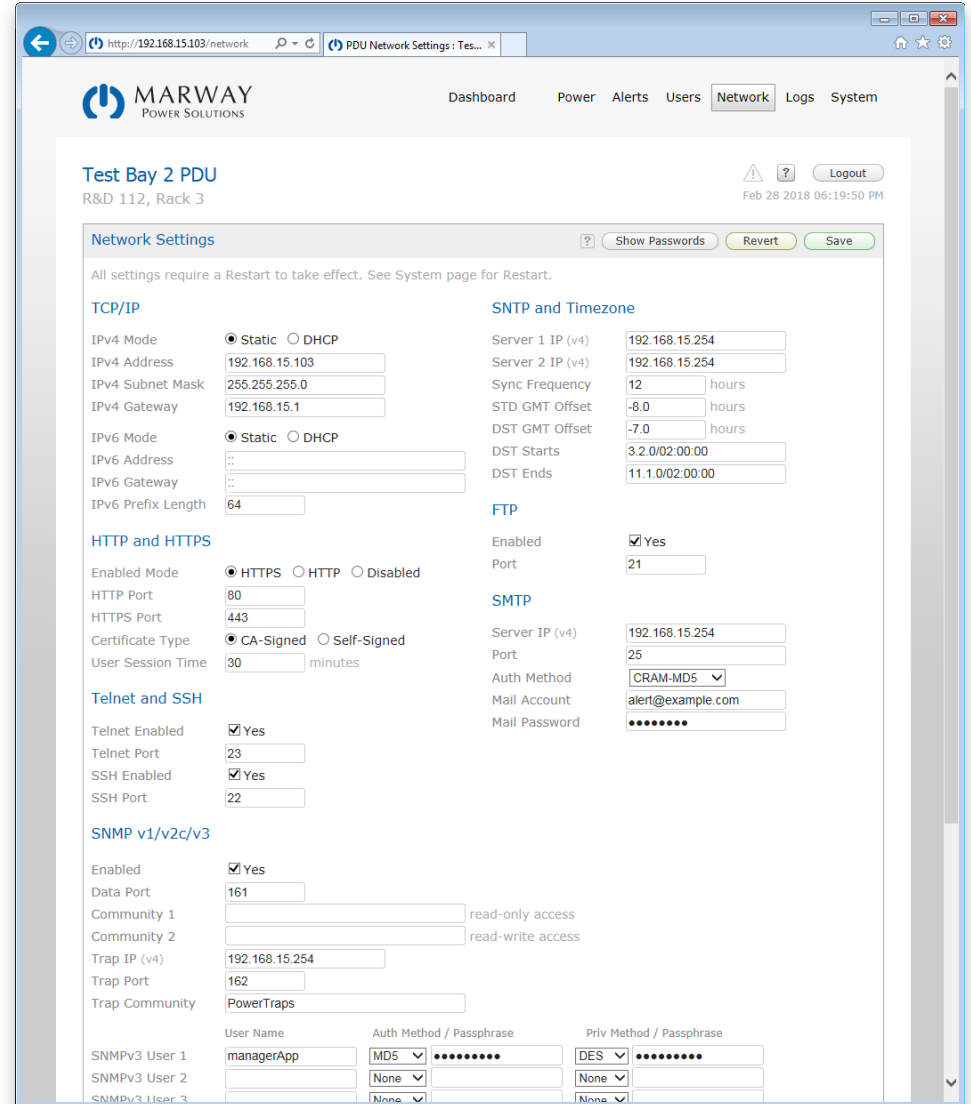 http://192.168.15.103/network
PDU Network Settings : Tes...
MARWAY
POWER SOLUTIONS
Dashboard Power Alerts Users Network Logs System
Test Bay 2 PDU
? Logout
R&D 112, Rack 3
Feb 28 2018 06:19:50 PM
Network Settings
? Show Passwords Revert Save
All settings require a Restart to take effect. See System page for Restart.
TCP/IP
IPv4 Mode Static DHCP
IPv4 Address 192.168.15.103
IPv4 Subnet Mask 255.255.255.0
IPv4 Gateway 192.168.15.1
IPv6 Mode Static DHCP
IPv6 Address ::
IPv6 Gateway ::
IPv6 Prefix Length 64
HTTP and HTTPS
Enabled Mode HTTPS HTTP Disabled
HTTP Port 80
HTTPS Port 443
Certificate Type CA-Signed Self-Signed
User Session Time 30 minutes
Telnet and SSH
Telnet Enabled Yes
Telnet Port 23
SSH Enabled Yes
SSH Port 22
SNTP and Timezone
Server 1 IP (v4) 192.168.15.254
Server 2 IP (v4) 192.168.15.254
Sync Frequency 12 hours
STD GMT Offset -8.0 hours
DST GMT Offset -7.0 hours
DST Starts 3.2.0/02:00:00
DST Ends 11.1.0/02:00:00
FTP
Enabled Yes
Port 21
SMTP
Server IP (v4) 192.168.15.254
Port 25
Auth Method CRAM-MD5
Mail Account alert@example.com
Mail Password ●●●●●●●●
SNMP v1/v2c/v3
Enabled Yes
Data Port 161
Community 1 read-only access
Community 2 read-write access
Trap IP (v4) 192.168.15.254
Trap Port 162
Trap Community PowerTraps
User Name Auth Method / Passphrase Priv Method / Passphrase
SNMPv3 User 1 managerApp MD5 ●●●●●●●●● DES ●●●●●●●●●
SNMPv3 User 2 None None
SNMPv3 User 3 None None